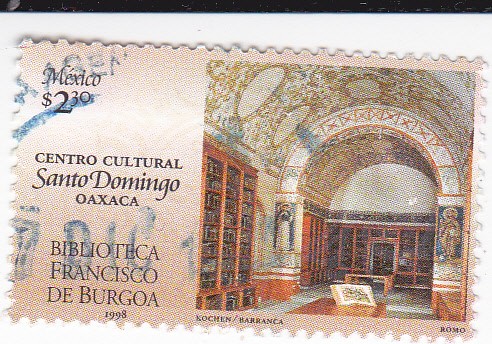 México
$2.30
CENTRO CULTURAL
Santo Domingo
OAXACA
BIBLIOTECA
FRANCISCO
DE BURGOA
1998
KOCHEN/BARRANCA
ROMO